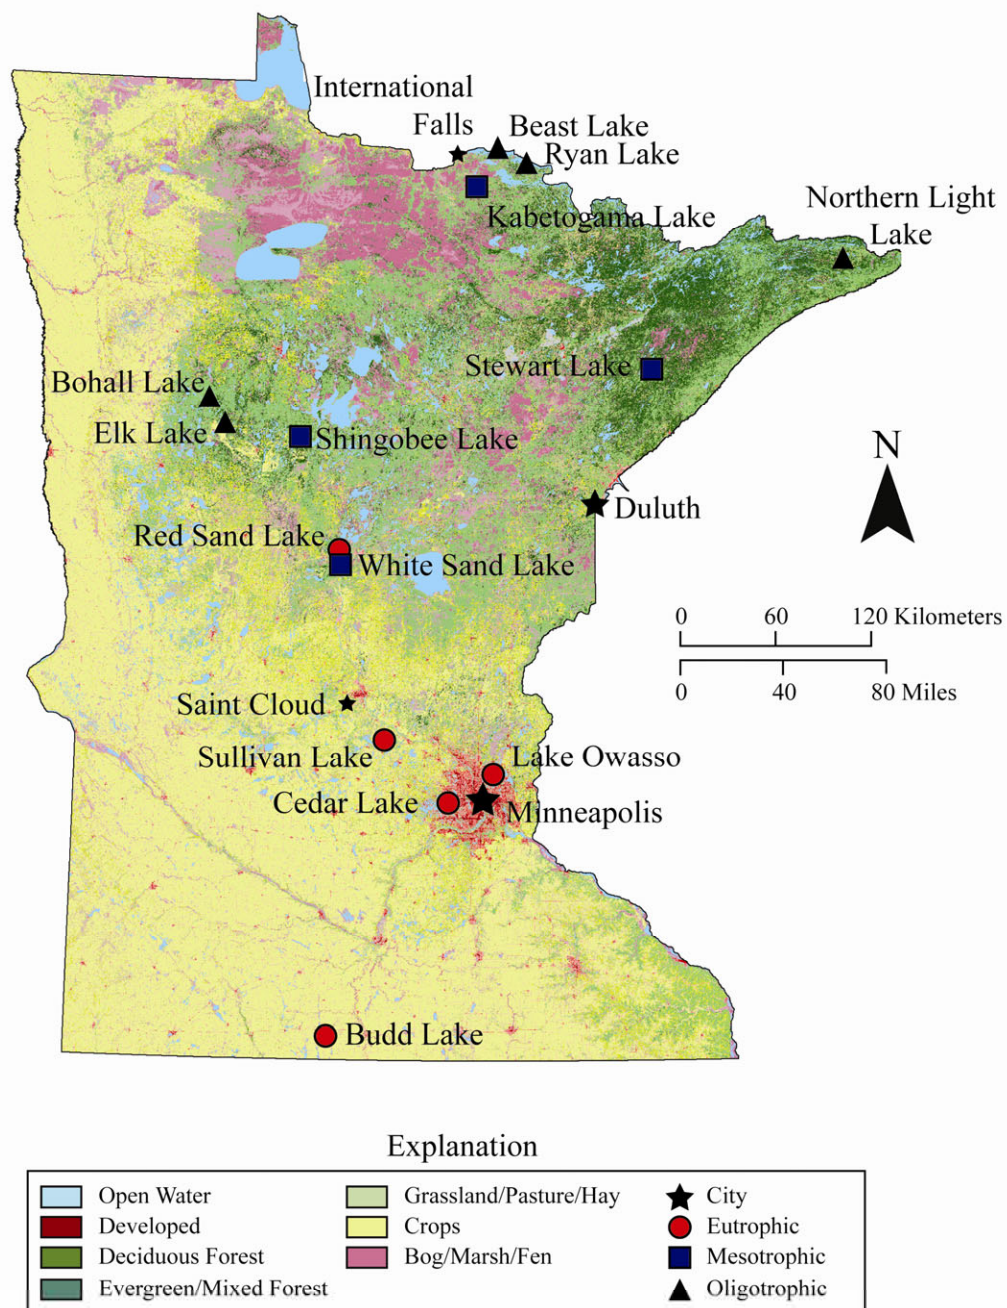 International
Falls
Beast Lake
Ryan Lake
Kabetogama Lake
Northern Light
Lake
Stewart Lake
Bohall Lake
Elk Lake
Shingobee Lake
N
Duluth
Red Sand Lake
White Sand Lake
0 60 120 Kilometers
0 40 80 Miles
Saint Cloud
Sullivan Lake
Lake Owasso
Cedar Lake
Minneapolis
Budd Lake
Explanation
Open Water
Developed
Deciduous Forest
Evergreen/Mixed Forest
Grassland/Pasture/Hay
Crops
Bog/Marsh/Fen
City
Eutrophic
Mesotrophic
Oligotrophic